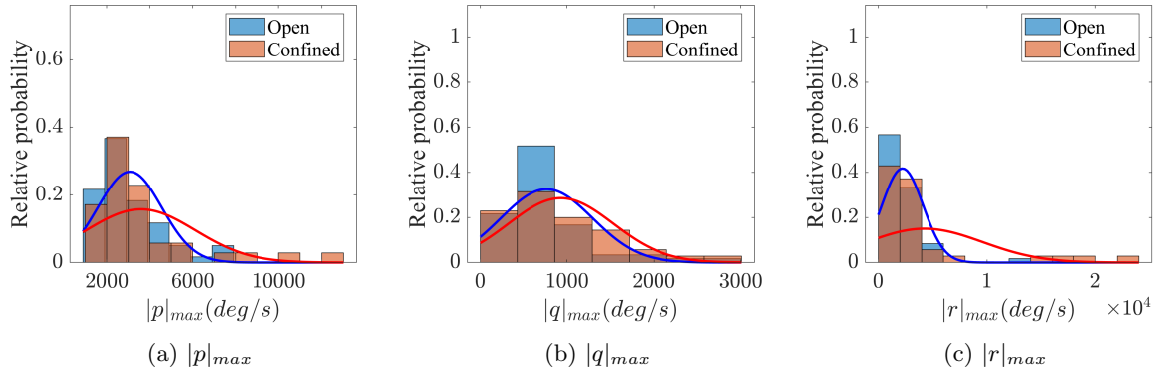 Relative probability
0.6
0.4
0.2
0
Open
Confined
2000 6000 10000
|p|max(deg/s)
(a) |p|max
Relative probability
1
0.8
0.6
0.4
0.2
0
Open
Confined
0 1000 2000 3000
|q|max(deg/s)
(b) |q|max
Relative probability
1
0.8
0.6
0.4
0.2
0
Open
Confined
0 1 2
×10^4
|r|max(deg/s)
(c) |r|max